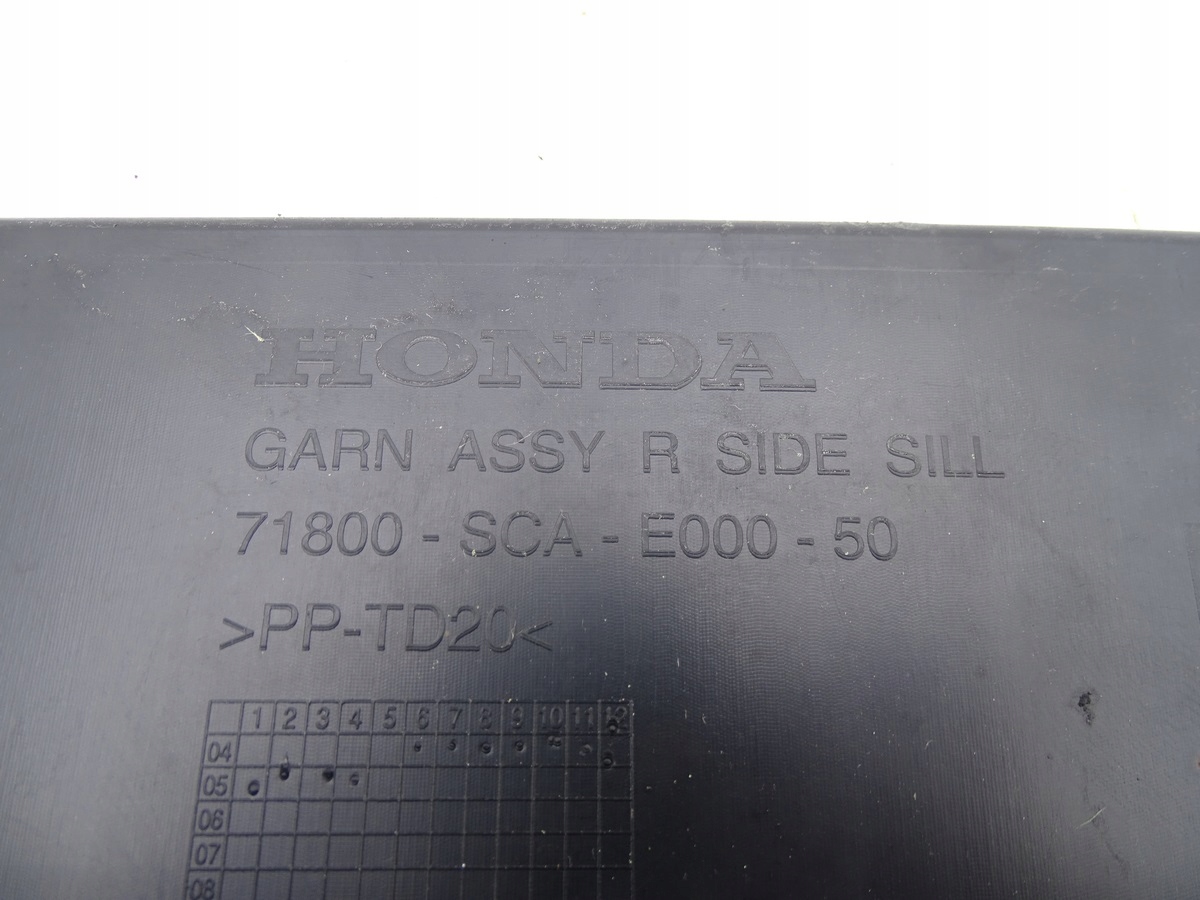 HONDA
GARN ASSY R SIDE SILL
71800 - SCA - E000 - 50
>PP-TD20<
1 2 3 4 5 6 7 8 9 10 11 12
04
05
06
07
08